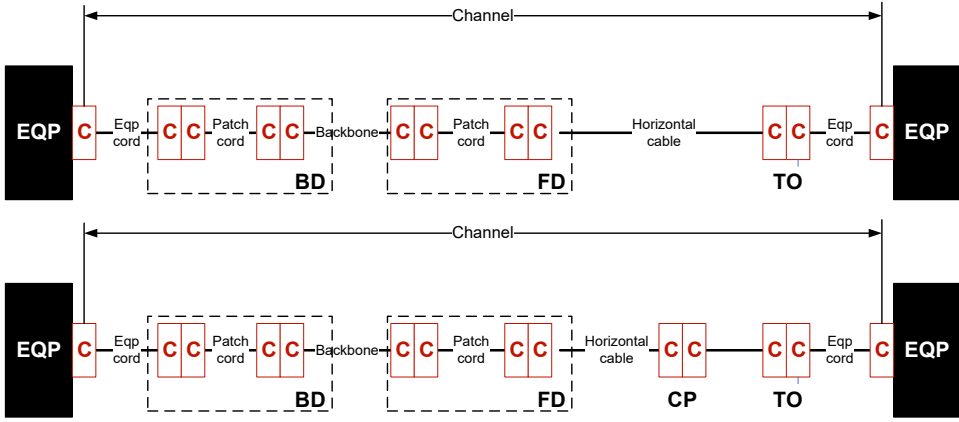 Channel
EQP C Eqp cord C C Patch cord C C Backbone C C Patch cord C C Horizontal cable C C Eqp cord C EQP
BD FD TO
Channel
EQP C Eqp cord C C Patch cord C C Backbone C C Patch cord C C Horizontal cable C C C C Eqp cord C EQP
BD FD CP TO